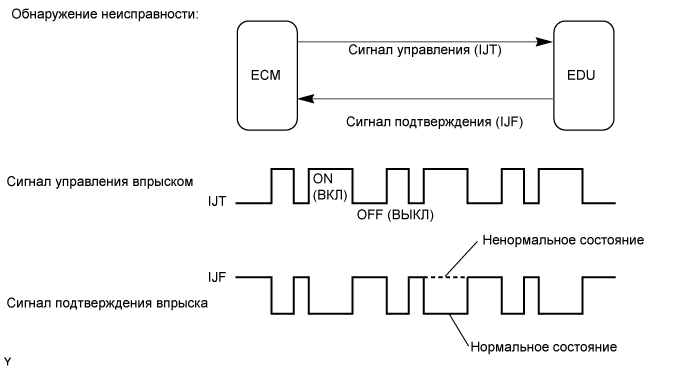 Обнаружение неисправности:
ECM
Сигнал управления (IJT)
EDU
Сигнал подтверждения (IJF)
Сигнал управления впрыском
IJT
ON
(ВКЛ)
OFF (ВЫКЛ)
Ненормальное состояние
IJF
Сигнал подтверждения впрыска
Нормальное состояние
Y